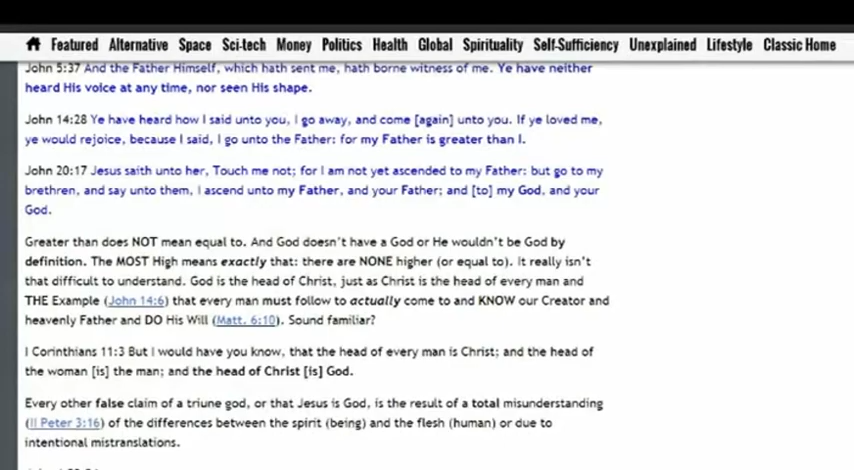 Featured Alternative Space Sci-tech Money Politics Health Global Spirituality Self-Sufficiency Unexplained Lifestyle Classic Home
John 5:37 And the Father Himself, which hath sent me, hath borne witness of me. Ye have neither
heard His voice at any time, nor seen His shape.
John 14:28 Ye have heard how I said unto you, I go away, and come [again] unto you. If ye loved me,
ye would rejoice, because I said, I go unto the Father: for my Father is greater than I.
John 20:17 Jesus saith unto her, Touch me not; for I am not yet ascended to my Father: but go to my
brethren, and say unto them, I ascend unto my Father, and your Father; and [to] my God, and your
God.
Greater than does NOT mean equal to. And God doesn't have a God or He wouldn't be God by
definition. The MOST High means exactly that: there are NONE higher (or equal to). It really isn't
that difficult to understand. God is the head of Christ, just as Christ is the head of every man and
THE Example (John 14:6) that every man must follow to actually come to and KNOW our Creator and
heavenly Father and DO His Will (Matt. 6:10). Sound familiar?
I Corinthians 11:3 But I would have you know, that the head of every man is Christ; and the head of
the woman [is] the man; and the head of Christ [is] God.
Every other false claim of a triune god, or that Jesus is God, is the result of a total misunderstanding
(II Peter 3:16) of the differences between the spirit (being) and the flesh (human) or due to
intentional mistranslations.